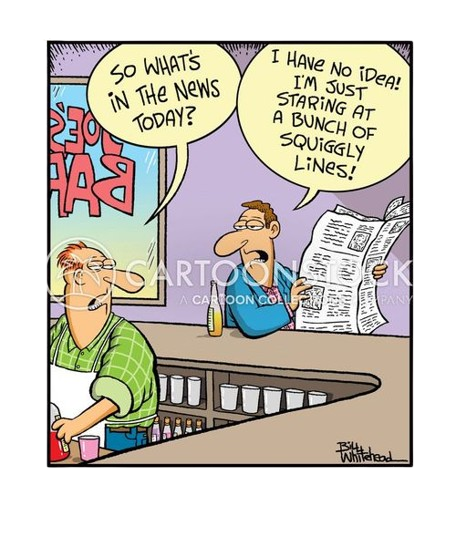 SO WHAT'S
IN THE NEWS
TODAY?
I HAVE NO IDEA!
I'M JUST
STARING AT
A BUNCH OF
SQUIGGLY
LINES!
JOE'S
BAR
CARTOONSTOCK
A CARTOON COLLECTIONS COMPANY
Bill
Whitehead